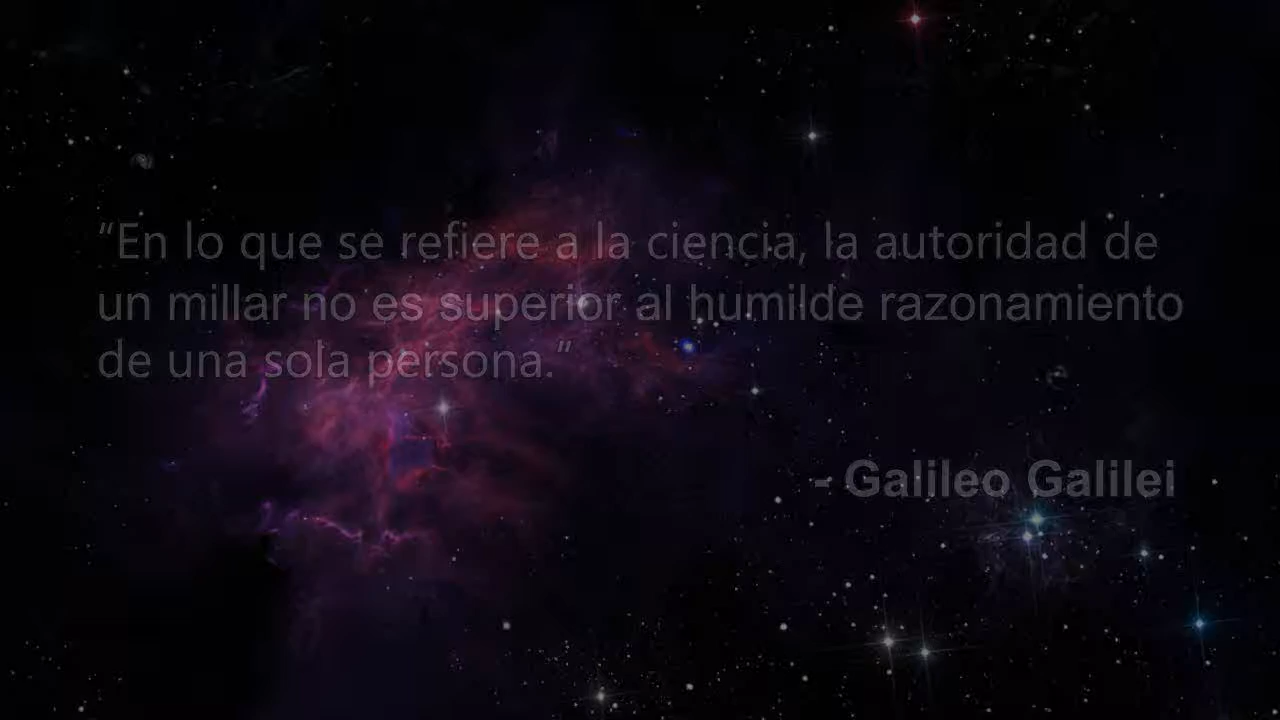 “En lo que se refiere a la ciencia, la autoridad de
un millar no es superior al humilde razonamiento
de una sola persona.”
- Galileo Galilei